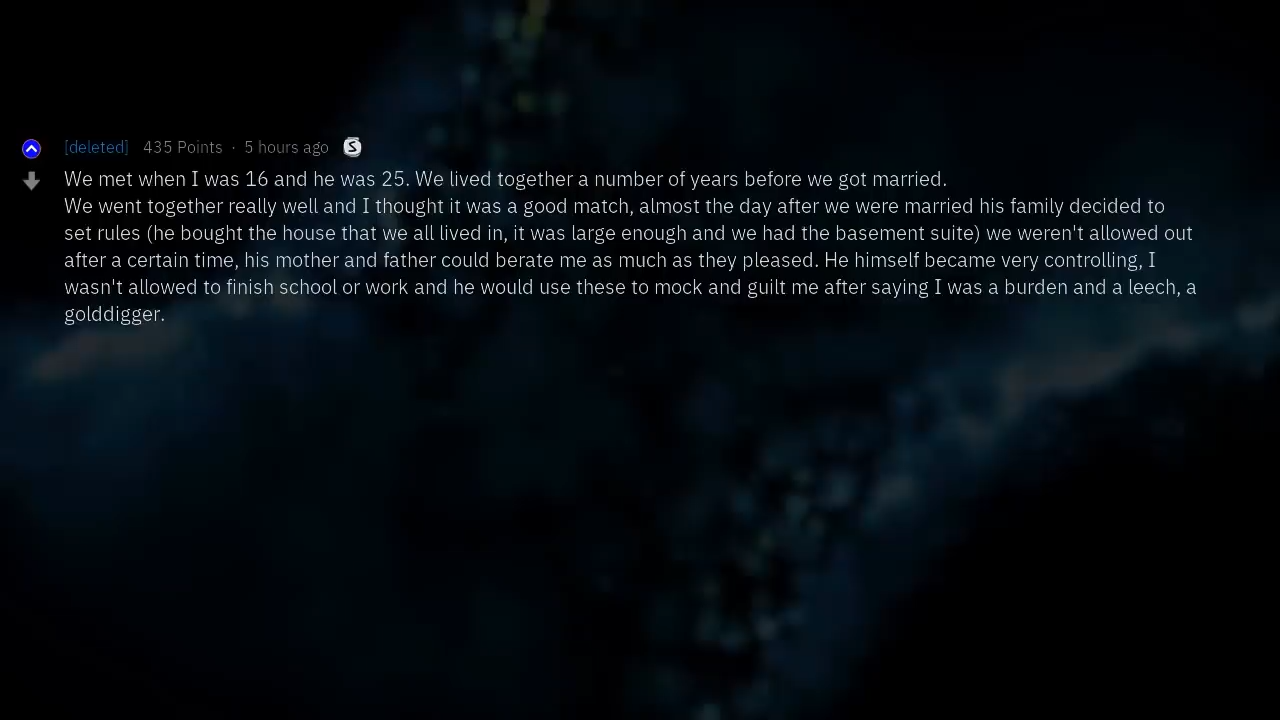 [deleted] 435 Points · 5 hours ago
We met when I was 16 and he was 25. We lived together a number of years before we got married.
We went together really well and I thought it was a good match, almost the day after we were married his family decided to
set rules (he bought the house that we all lived in, it was large enough and we had the basement suite) we weren't allowed out
after a certain time, his mother and father could berate me as much as they pleased. He himself became very controlling, I
wasn't allowed to finish school or work and he would use these to mock and guilt me after saying I was a burden and a leech, a
golddigger.